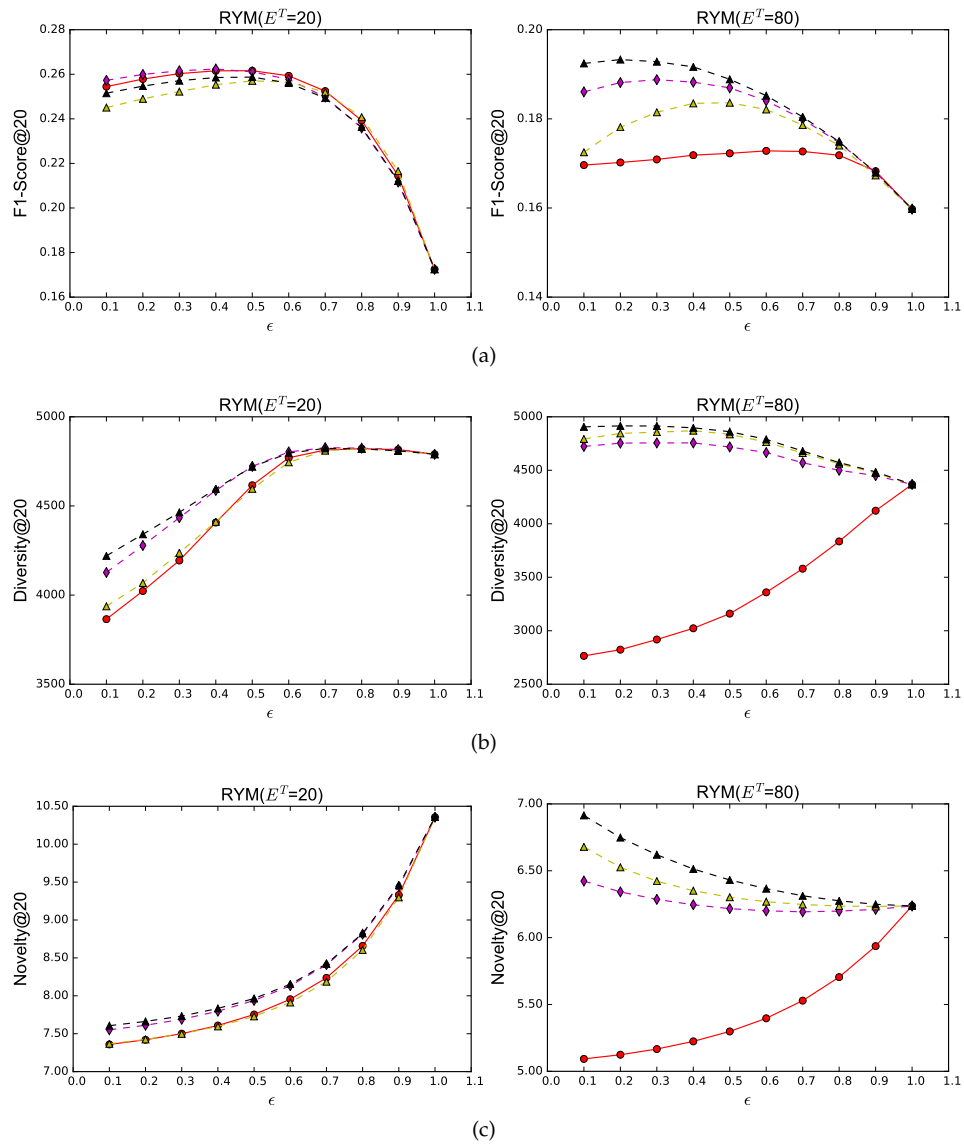 RYM(E^T=20)
0.28
0.26
0.24
0.22
0.20
0.18
0.16
F1-Score@20
0.0 0.1 0.2 0.3 0.4 0.5 0.6 0.7 0.8 0.9 1.0 1.1
ϵ
RYM(E^T=80)
0.20
0.18
0.16
0.14
F1-Score@20
0.0 0.1 0.2 0.3 0.4 0.5 0.6 0.7 0.8 0.9 1.0 1.1
ϵ
(a)
RYM(E^T=20)
5000
4500
4000
3500
Diversity@20
0.0 0.1 0.2 0.3 0.4 0.5 0.6 0.7 0.8 0.9 1.0 1.1
ϵ
RYM(E^T=80)
5000
4500
4000
3500
3000
2500
Diversity@20
0.0 0.1 0.2 0.3 0.4 0.5 0.6 0.7 0.8 0.9 1.0 1.1
ϵ
(b)
RYM(E^T=20)
10.50
10.00
9.50
9.00
8.50
8.00
7.50
7.00
Novelty@20
0.0 0.1 0.2 0.3 0.4 0.5 0.6 0.7 0.8 0.9 1.0 1.1
ϵ
RYM(E^T=80)
7.00
6.50
6.00
5.50
5.00
Novelty@20
0.0 0.1 0.2 0.3 0.4 0.5 0.6 0.7 0.8 0.9 1.0 1.1
ϵ
(c)